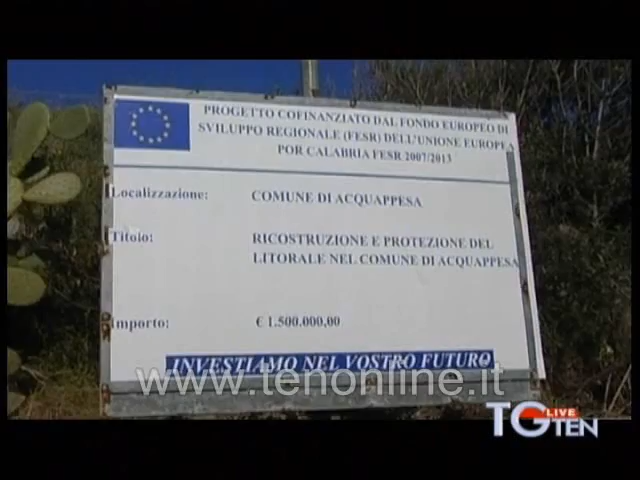 PROGETTO COFINANZIATO DAL FONDO EUROPEO DI
SVILUPPO REGIONALE (FESR) DELL'UNIONE EUROPEA
POR CALABRIA FESR 2007/2013
Localizzazione: COMUNE DI ACQUAPPESA
Titolo: RICOSTRUZIONE E PROTEZIONE DEL
LITORALE NEL COMUNE DI ACQUAPPESA
Importo: € 1.500.000,00
INVESTIAMO NEL VOSTRO FUTURO
www.tenonline.it
TG LIVE TEN